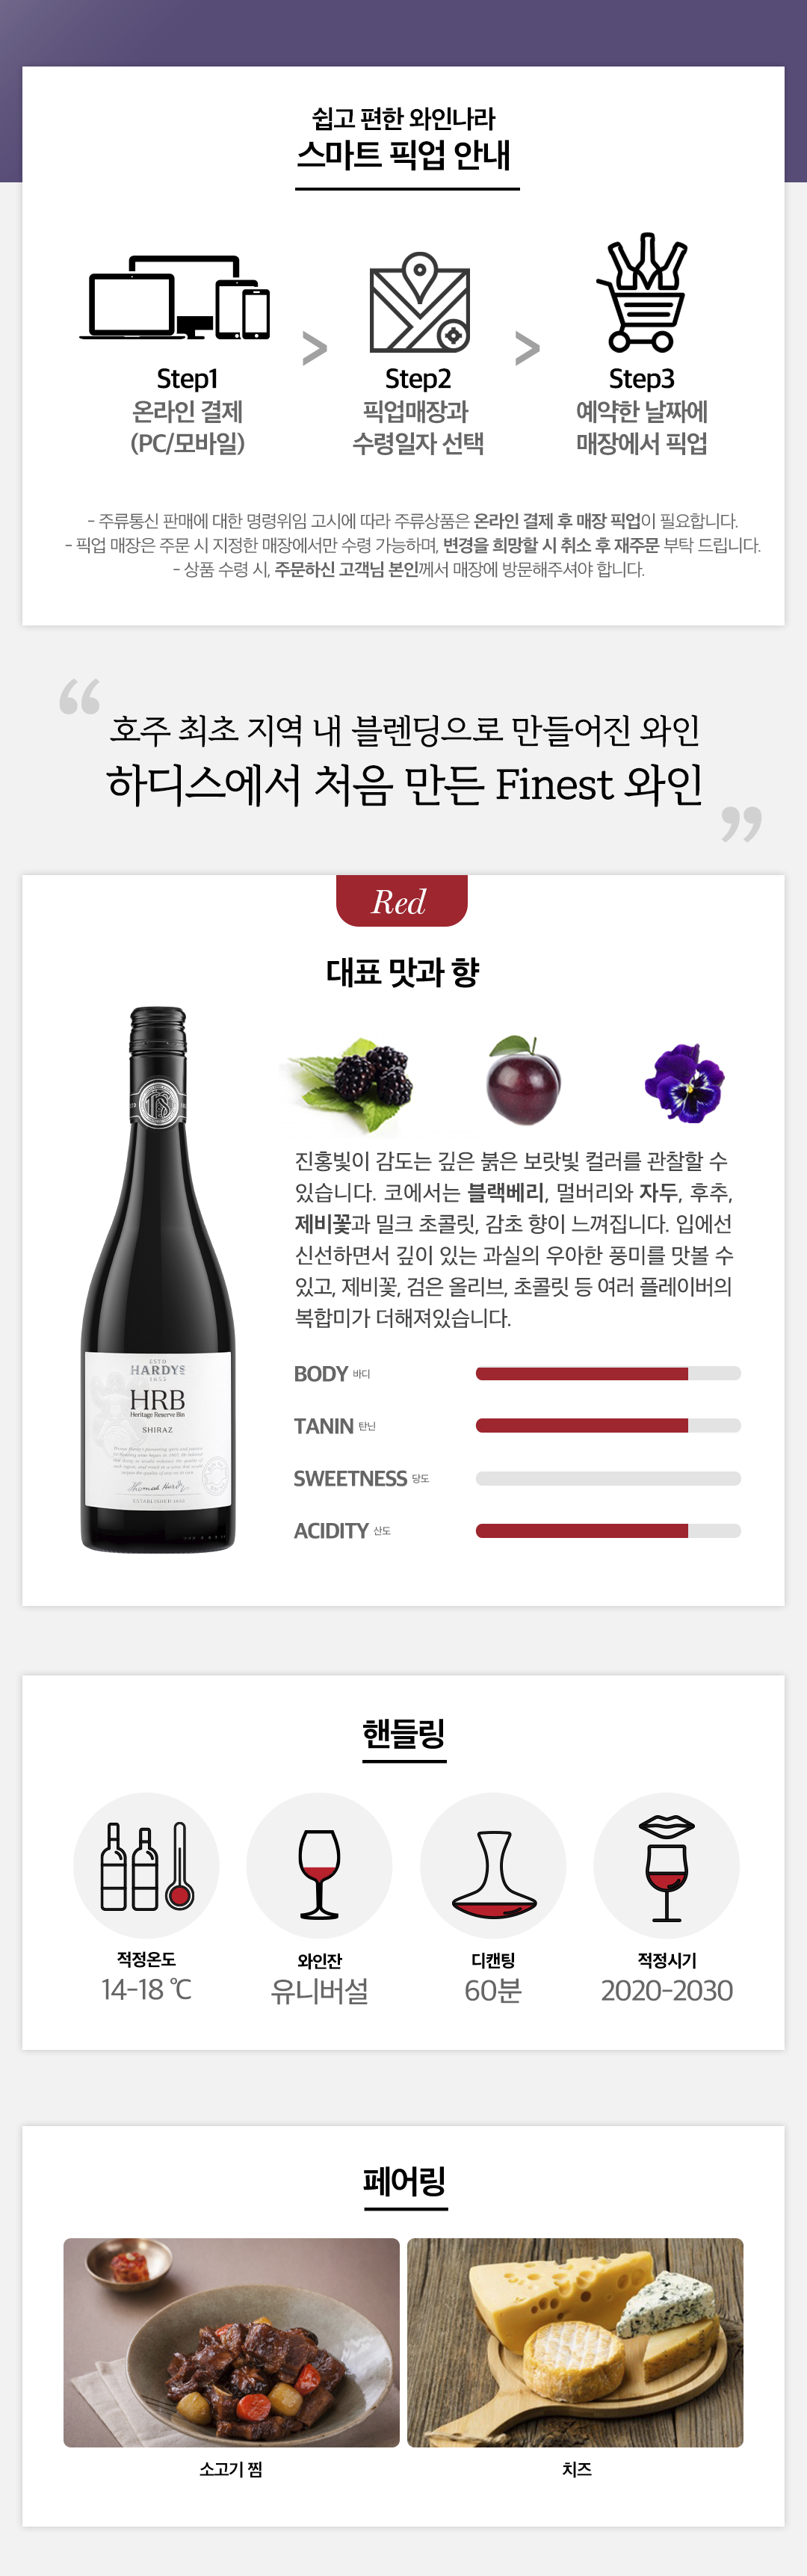 쉽고 편한 와인나라
스마트 픽업 안내
Step1
온라인 결제
(PC/모바일)
>
Step2
픽업매장과
수령일자 선택
>
Step3
예약한 날짜에
매장에서 픽업
- 주류통신 판매에 대한 명령위임 고시에 따라 주류상품은 온라인 결제 후 매장 픽업이 필요합니다.
- 픽업 매장은 주문 시 지정한 매장에서만 수령 가능하며, 변경을 희망할 시 취소 후 재주문 부탁 드립니다.
- 상품 수령 시, 주문하신 고객님 본인께서 매장에 방문해주셔야 합니다.
“ 호주 최초 지역 내 블렌딩으로 만들어진 와인
하디스에서 처음 만든 Finest 와인 ”
Red
대표 맛과 향
진홍빛이 감도는 깊은 붉은 보랏빛 컬러를 관찰할 수
있습니다. 코에서는 블랙베리, 멀버리와 자두, 후추,
제비꽃과 밀크 초콜릿, 감초 향이 느껴집니다. 입에선
신선하면서 깊이 있는 과실의 우아한 풍미를 맛볼 수
있고, 제비꽃, 검은 올리브, 초콜릿 등 여러 플레이버의
복합미가 더해져있습니다.
ESTD
HARDYS
1853
HRB
Heritage Reserve Bin
SHIRAZ
Thomas Hardy
ESTABLISHED 1853
BODY 바디
TANIN 탄닌
SWEETNESS 당도
ACIDITY 산도
핸들링
적정온도
14-18 ℃
와인잔
유니버설
디캔팅
60분
적정시기
2020-2030
페어링
소고기 찜
치즈